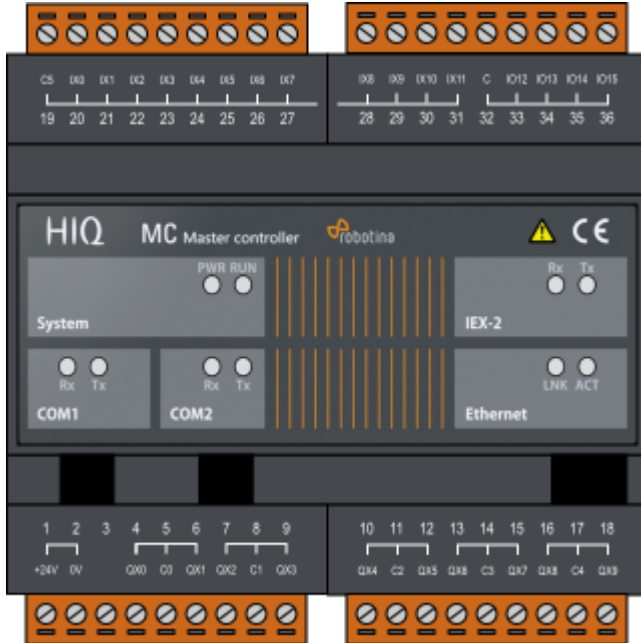 C5 IX0 IX1 IX2 IX3 IX4 IX5 IX6 IX7 IX8 IX9 IX10 IX11 C IO12 IO13 IO14 IO15
19 20 21 22 23 24 25 26 27 28 29 30 31 32 33 34 35 36
HIQ MC Master controller robotina CE
PWR RUN
System
Rx Tx
IEX-2
Rx Tx
COM1
Rx Tx
COM2
LNK ACT
Ethernet
1 2 3 4 5 6 7 8 9 10 11 12 13 14 15 16 17 18
+24V 0V QX0 C0 QX1 QX2 C1 QX3 QX4 C2 QX5 QX6 C3 QX7 QX8 C4 QX9